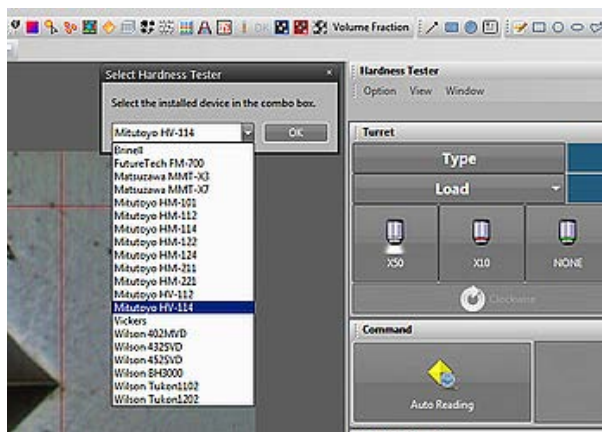 OK
Volume Fraction
Select Hardness Tester
Select the installed device in the combo box.
Mitutoyo HV-114
OK
Brinell
FutureTech FM-700
Matsuzawa MMT-X3
Matsuzawa MMT-X7
Mitutoyo HM-101
Mitutoyo HM-112
Mitutoyo HM-114
Mitutoyo HM-122
Mitutoyo HM-124
Mitutoyo HM-211
Mitutoyo HM-221
Mitutoyo HV-112
Mitutoyo HV-114
Vickers
Wilson 402MVD
Wilson 432SVD
Wilson 452SVD
Wilson BH3000
Wilson Tukon1102
Wilson Tukon1202
Hardness Tester
Option View Window
Turret
Type
Load
X50 X10 NONE
Clockwise
Command
Auto Reading